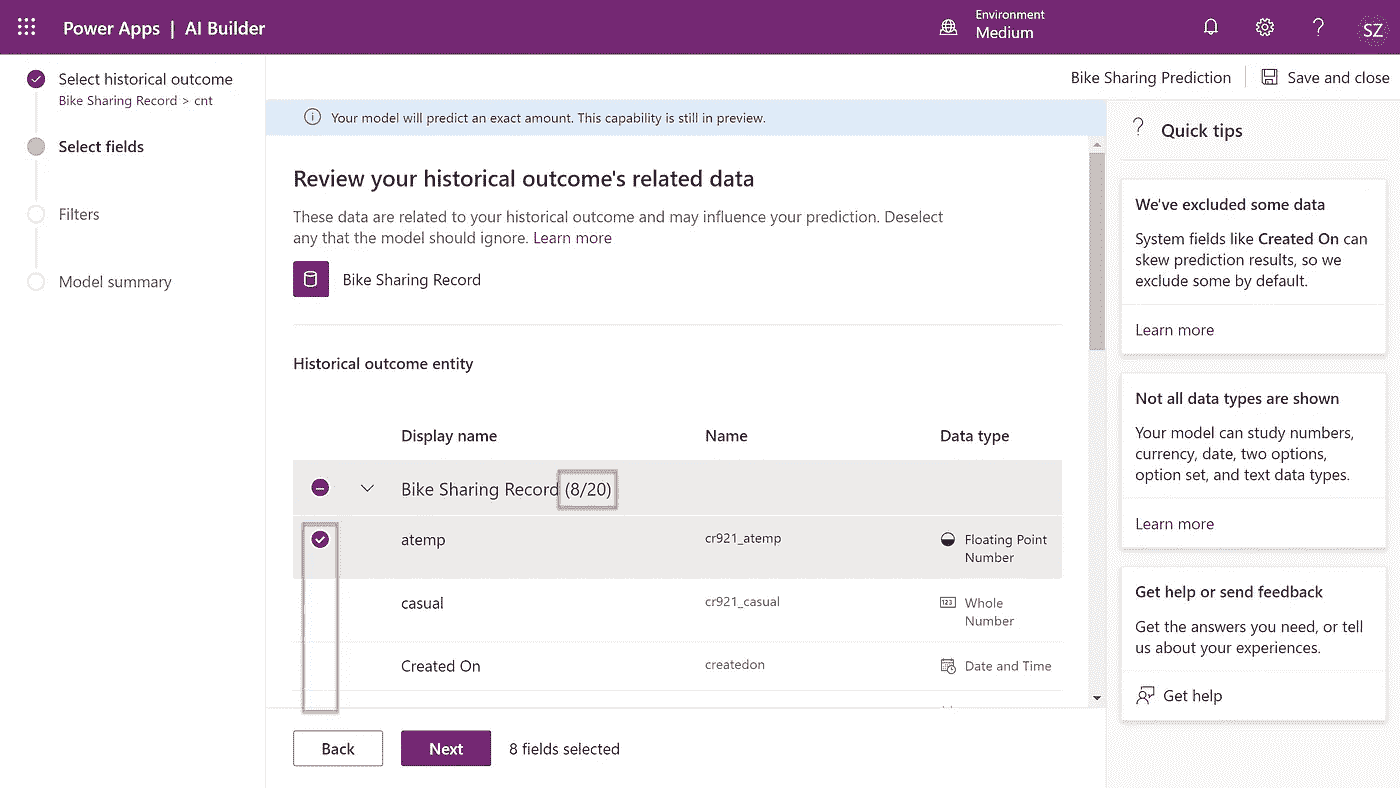 Power Apps | AI Builder
Environment
Medium
SZ
Select historical outcome
Bike Sharing Record > cnt
Select fields
Filters
Model summary
Bike Sharing Prediction
Save and close
Your model will predict an exact amount. This capability is still in preview.
Review your historical outcome's related data
These data are related to your historical outcome and may influence your prediction. Deselect
any that the model should ignore. Learn more
Bike Sharing Record
Historical outcome entity
Display name Name Data type
Bike Sharing Record (8/20)
atemp cr921_atemp Floating Point
Number
casual cr921_casual Whole
Number
Created On createdon Date and Time
Back Next 8 fields selected
? Quick tips
We've excluded some data
System fields like Created On can
skew prediction results, so we
exclude some by default.
Learn more
Not all data types are shown
Your model can study numbers,
currency, date, two options,
option set, and text data types.
Learn more
Get help or send feedback
Get the answers you need, or tell
us about your experiences.
Get help